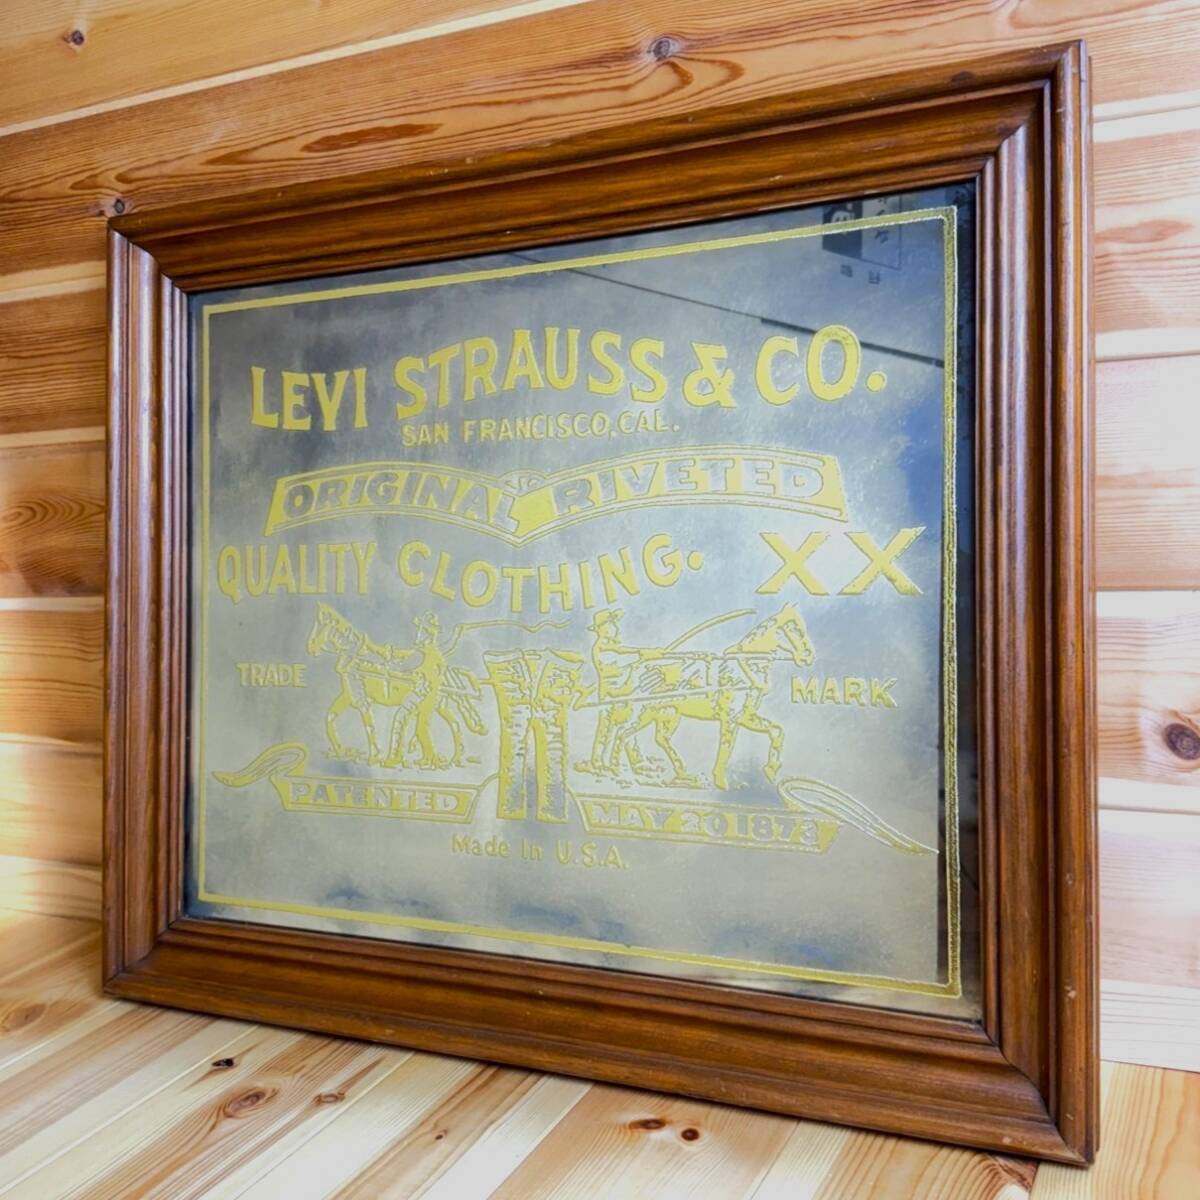 LEVI STRAUSS & CO.
SAN FRANCISCO, CAL.
ORIGINAL RIVETED
QUALITY CLOTHING. XX
TRADE MARK
PATENTED MAY 20 1873
Made In U.S.A.